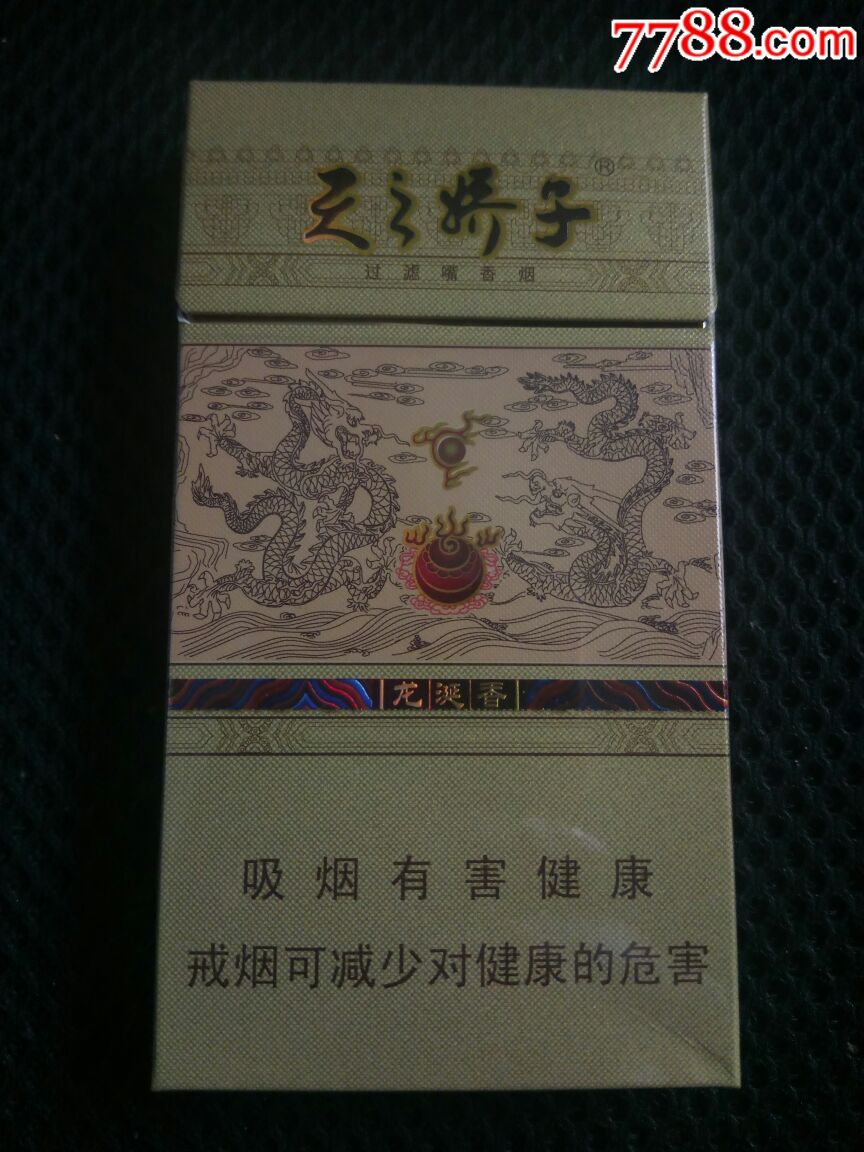 7788.com
天之娇子®
过滤嘴香烟
龙涎香
吸烟有害健康
戒烟可减少对健康的危害